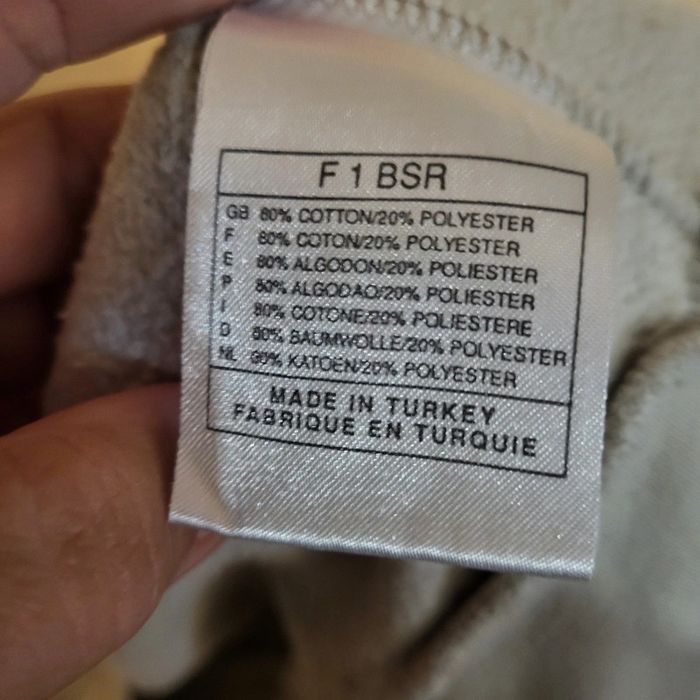 F 1 BSR
GB 80% COTTON/20% POLYESTER
F 80% COTON/20% POLYESTER
E 80% ALGODON/20% POLIESTER
P 80% ALGODAO/20% POLIESTER
I 80% COTONE/20% POLIESTERE
D 80% BAUMWOLLE/20% POLYESTER
NL 80% KATOEN/20% POLYESTER
MADE IN TURKEY
FABRIQUE EN TURQUIE